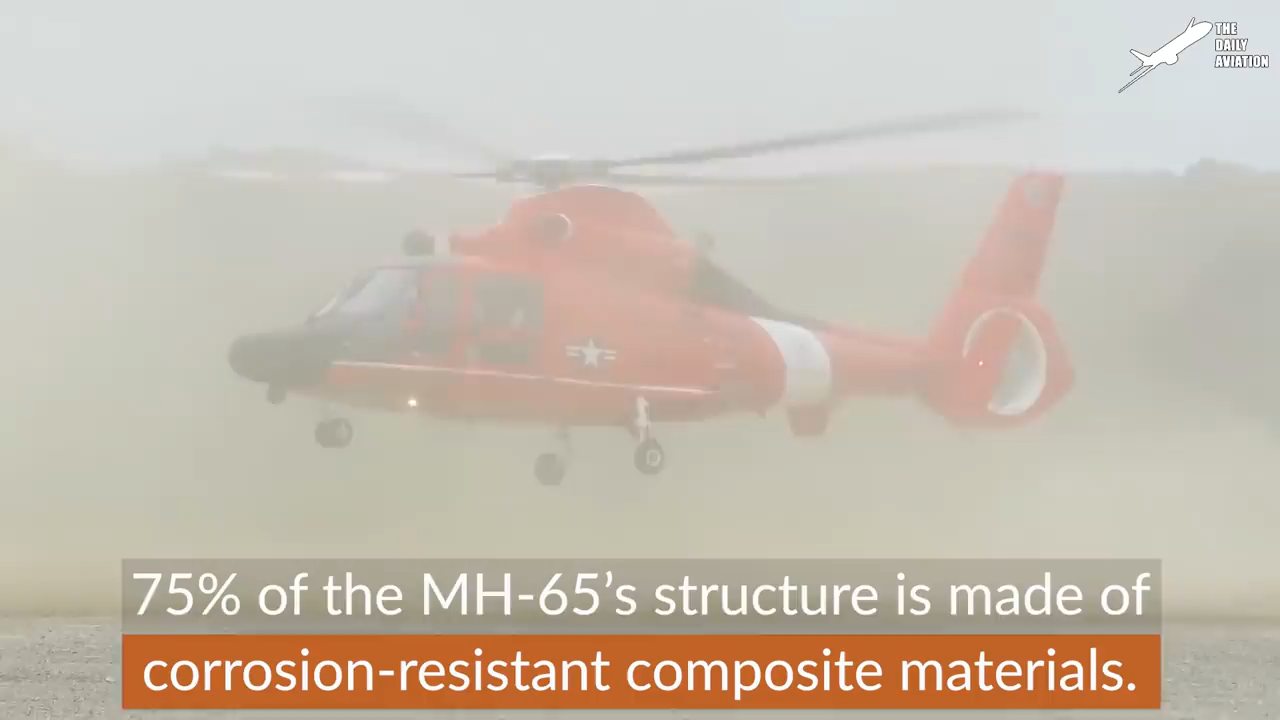 THE
DAILY
AVIATION
75% of the MH-65’s structure is made of
corrosion-resistant composite materials.